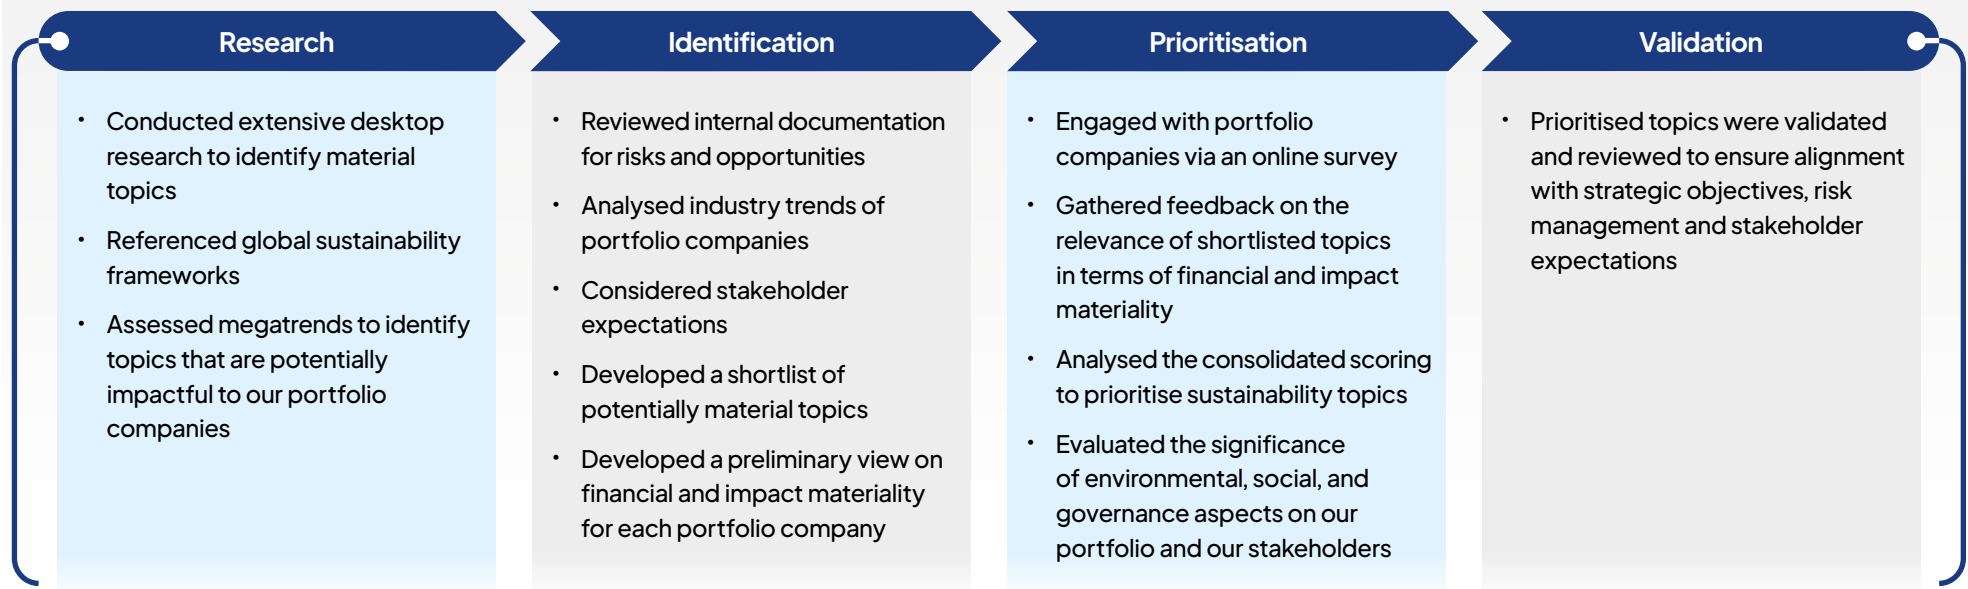 Research
• Conducted extensive desktop
research to identify material
topics
• Referenced global sustainability
frameworks
• Assessed megatrends to identify
topics that are potentially
impactful to our portfolio
companies
Identification
• Reviewed internal documentation
for risks and opportunities
• Analysed industry trends of
portfolio companies
• Considered stakeholder
expectations
• Developed a shortlist of
potentially material topics
• Developed a preliminary view on
financial and impact materiality
for each portfolio company
Prioritisation
• Engaged with portfolio
companies via an online survey
• Gathered feedback on the
relevance of shortlisted topics
in terms of financial and impact
materiality
• Analysed the consolidated scoring
to prioritise sustainability topics
• Evaluated the significance
of environmental, social, and
governance aspects on our
portfolio and our stakeholders
Validation
• Prioritised topics were validated
and reviewed to ensure alignment
with strategic objectives, risk
management and stakeholder
expectations